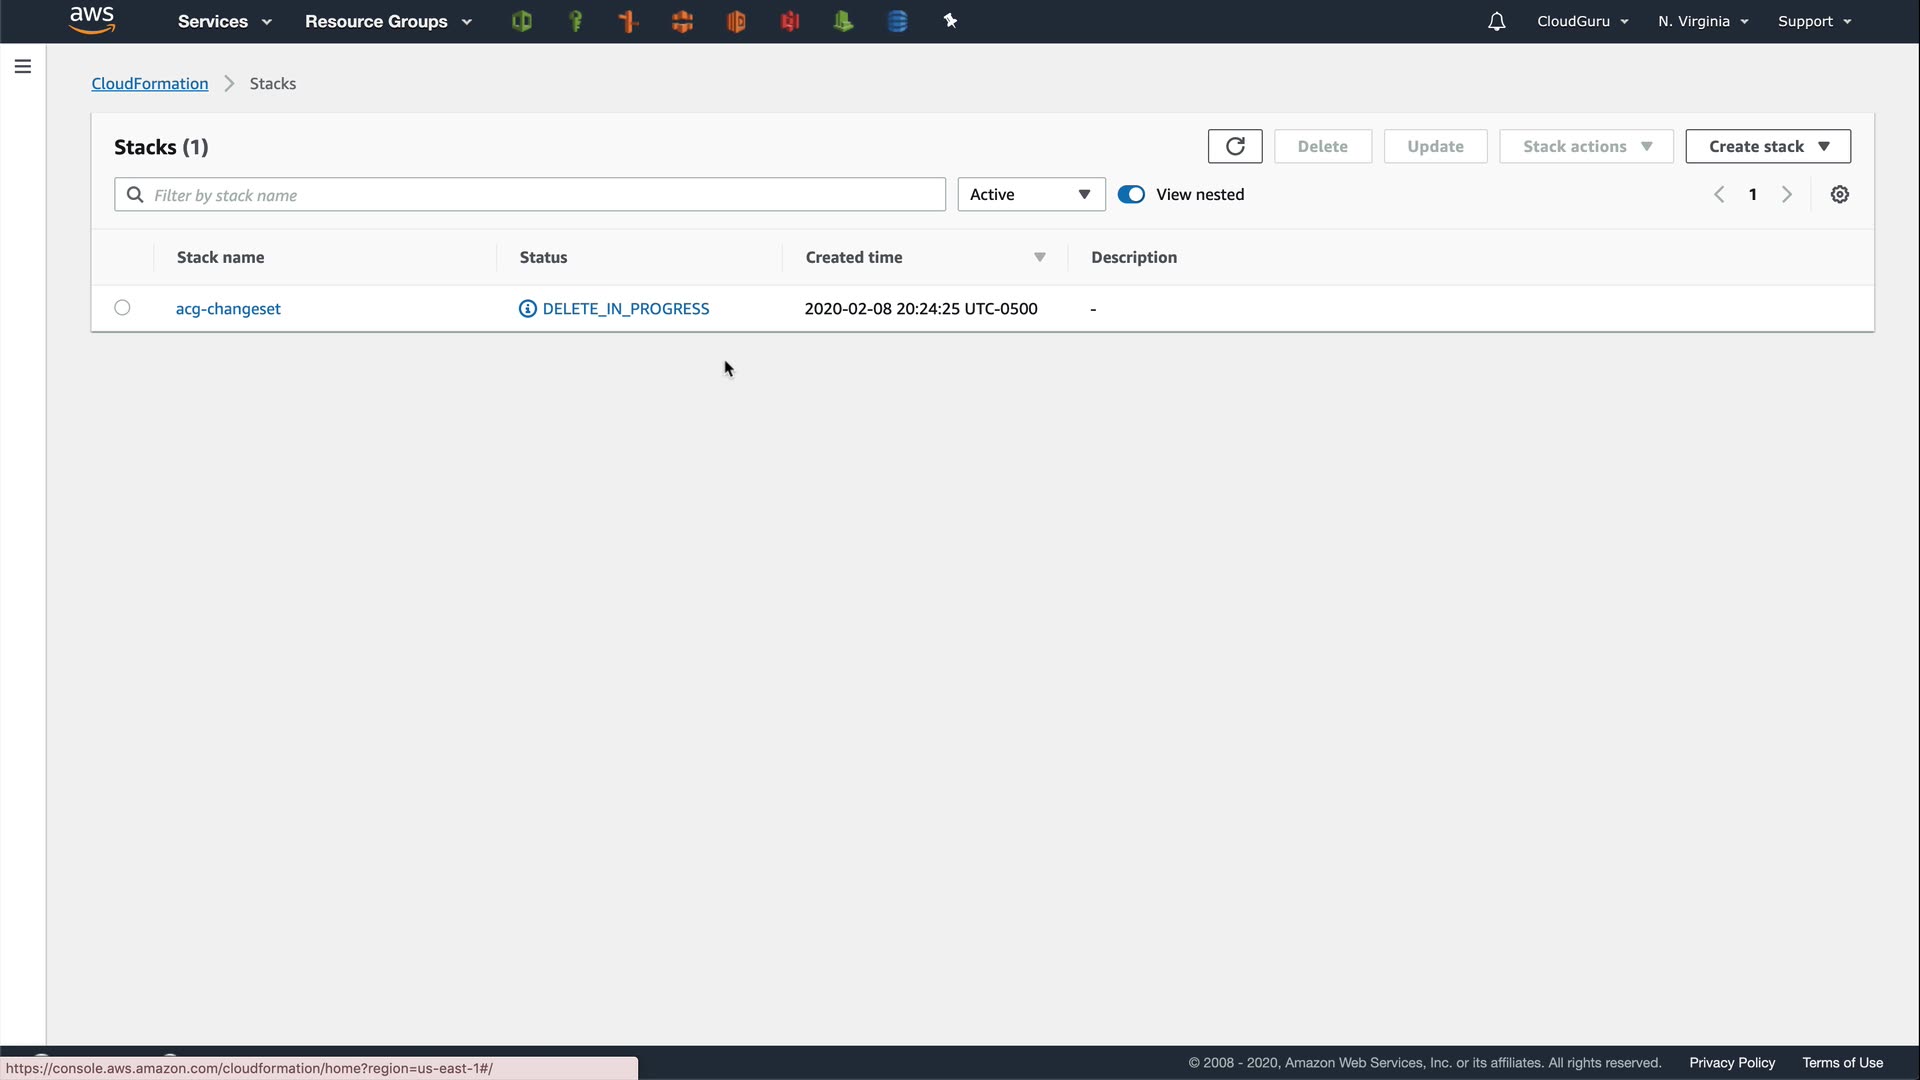 aws Services Resource Groups CloudGuru N. Virginia Support
CloudFormation Stacks
Stacks (1) Delete Update Stack actions Create stack
Filter by stack name Active View nested 1
Stack name Status Created time Description
acg-changeset DELETE_IN_PROGRESS 2020-02-08 20:24:25 UTC-0500 -
© 2008 - 2020, Amazon Web Services, Inc. or its affiliates. All rights reserved. Privacy Policy Terms of Use
https://console.aws.amazon.com/cloudformation/home?region=us-east-1#/